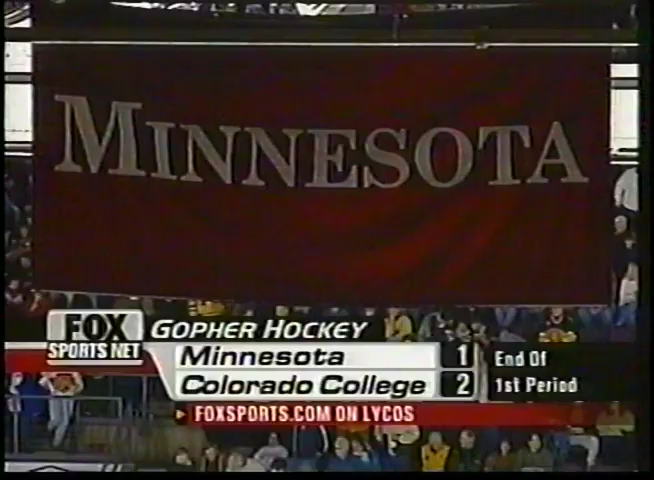 MINNESOTA
FOX
SPORTS NET
GOPHER HOCKEY
Minnesota 1
Colorado College 2
End Of
1st Period
FOXSPORTS.COM ON LYCOS